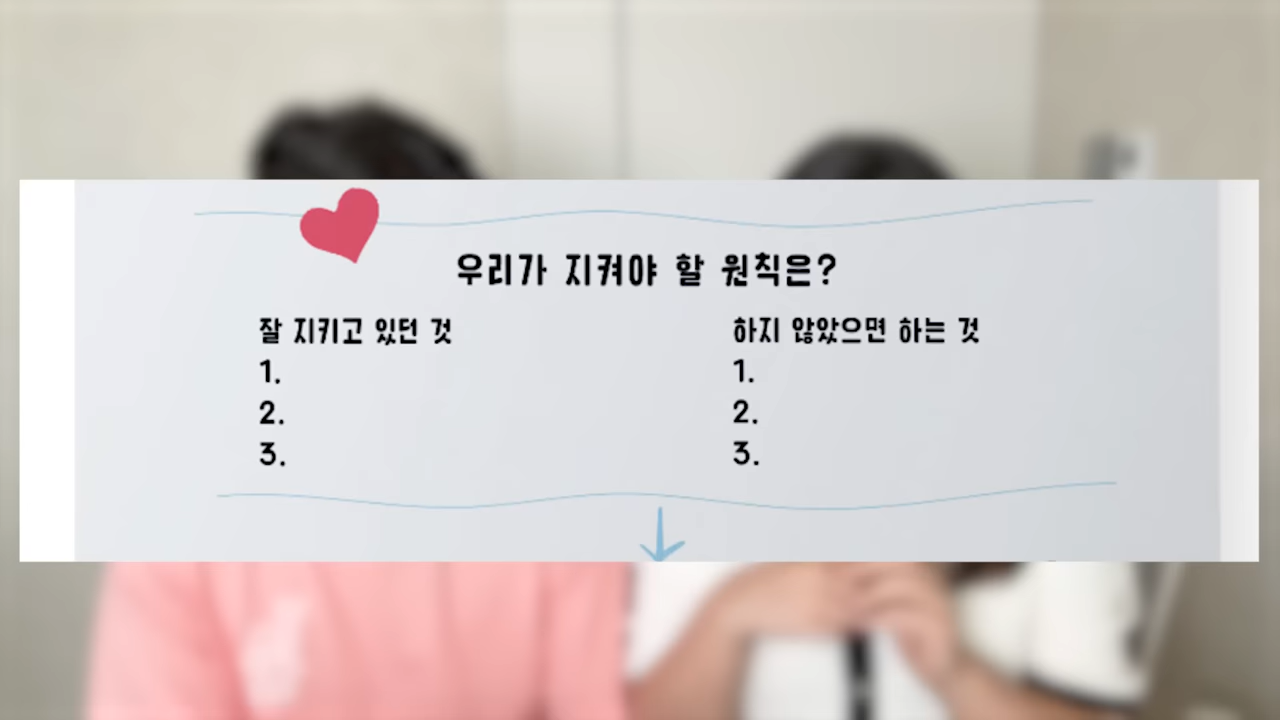 우리가 지켜야 할 원칙은?
잘 지키고 있던 것
1.
2.
3.
하지 않았으면 하는 것
1.
2.
3.